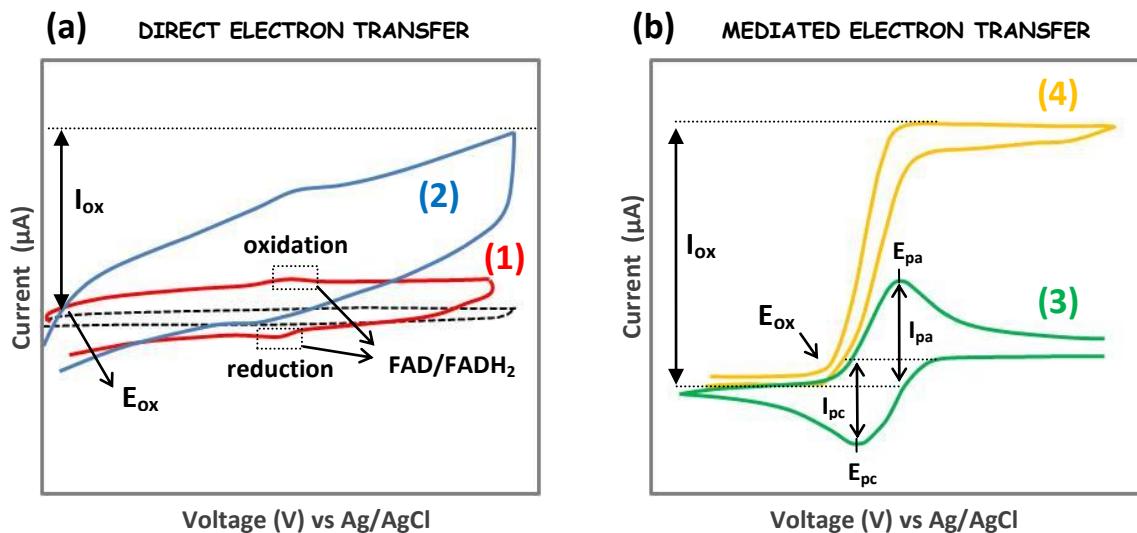 (a) DIRECT ELECTRON TRANSFER
Current (µA)
Iox
(2)
(1)
oxidation
reduction
FAD/FADH2
Eox
Voltage (V) vs Ag/AgCl
(b) MEDIATED ELECTRON TRANSFER
Current (µA)
(4)
Iox
Epa
Eox
(3)
Ipa
Ipc
Epc
Voltage (V) vs Ag/AgCl